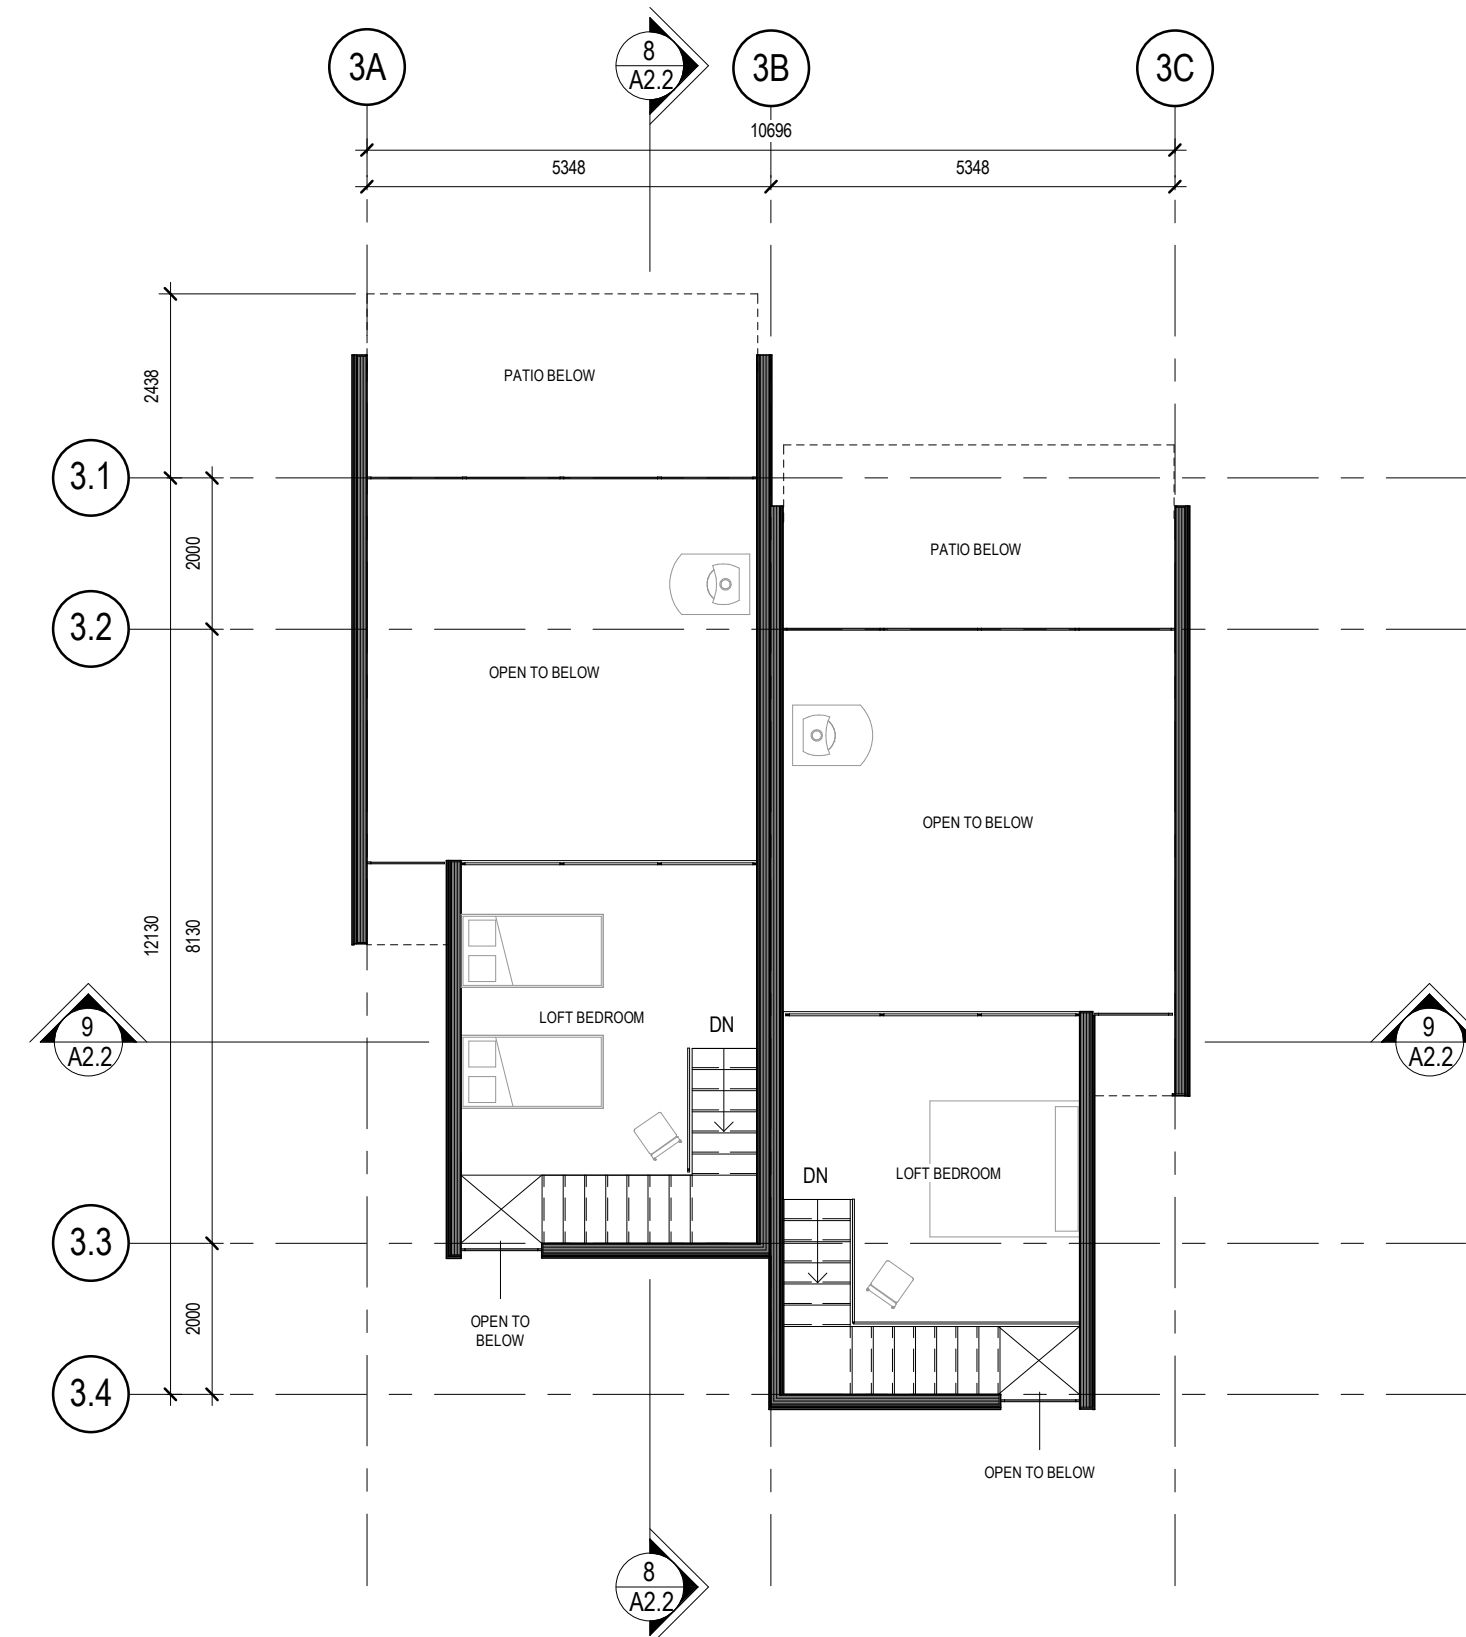 3A
8
A2.2
3B
3C
10696
5348
5348
2438
PATIO BELOW
3.1
2000
PATIO BELOW
3.2
OPEN TO BELOW
OPEN TO BELOW
12130
8130
LOFT BEDROOM
DN
9
A2.2
9
A2.2
DN
LOFT BEDROOM
3.3
2000
OPEN TO
BELOW
3.4
OPEN TO BELOW
8
A2.2